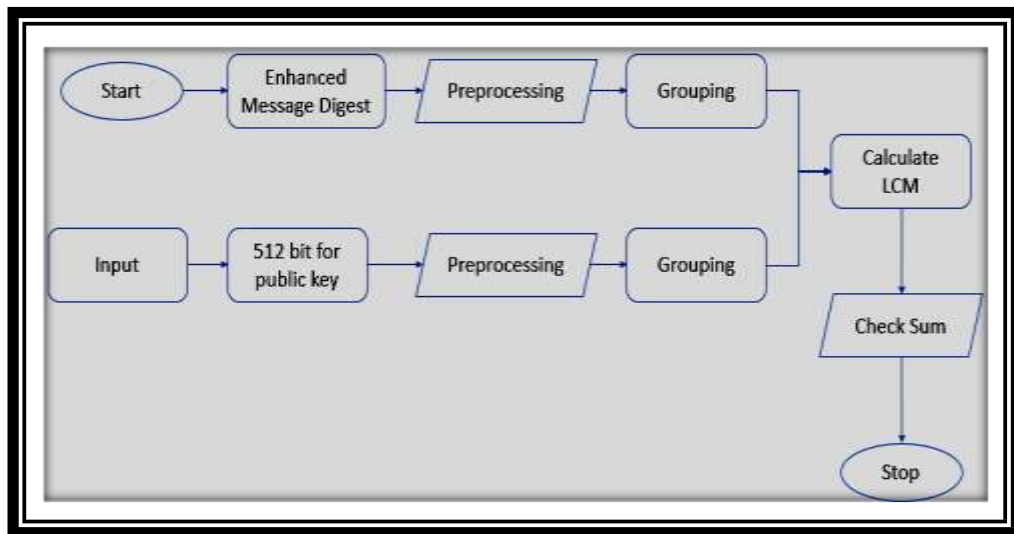 Start
Enhanced
Message Digest
Preprocessing
Grouping
Calculate
LCM
Input
512 bit for
public key
Preprocessing
Grouping
Check Sum
Stop